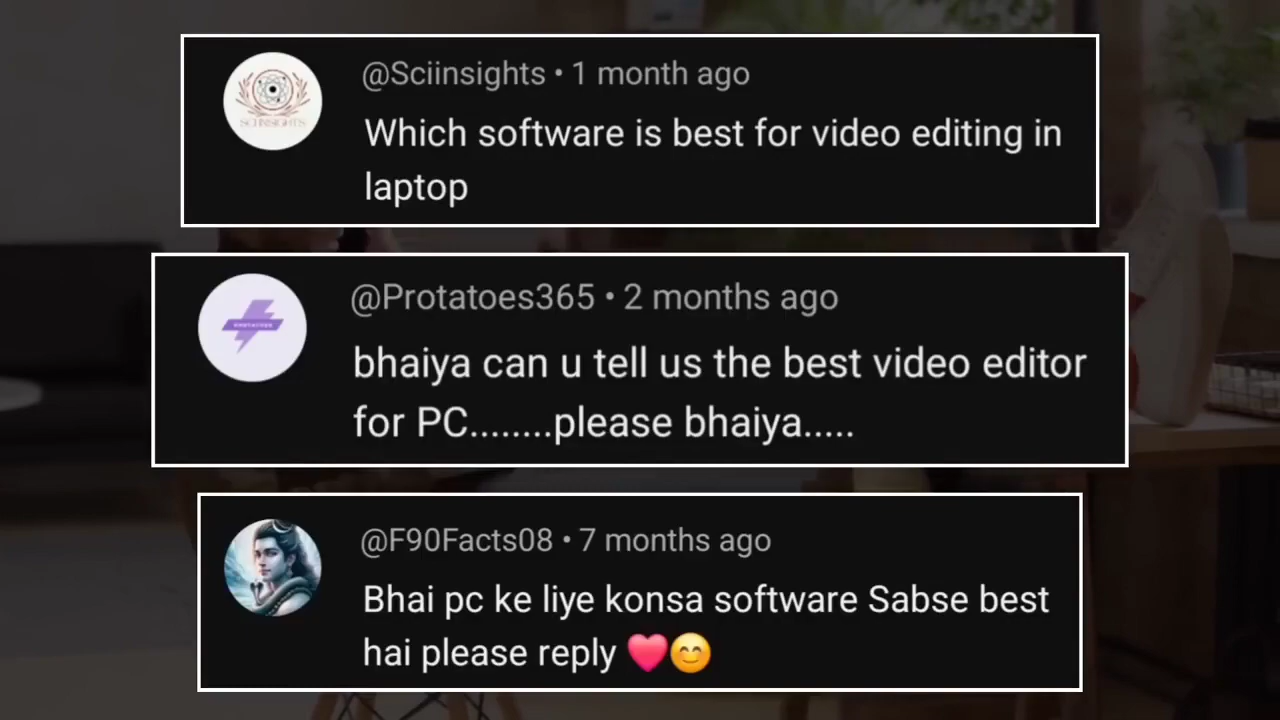 @Sciinsights • 1 month ago
Which software is best for video editing in
laptop
SCIINSIGHTS
@Protatoes365 • 2 months ago
bhaiya can u tell us the best video editor
for PC........please bhaiya.....
@F90Facts08 • 7 months ago
Bhai pc ke liye konsa software Sabse best
hai please reply ❤️😊